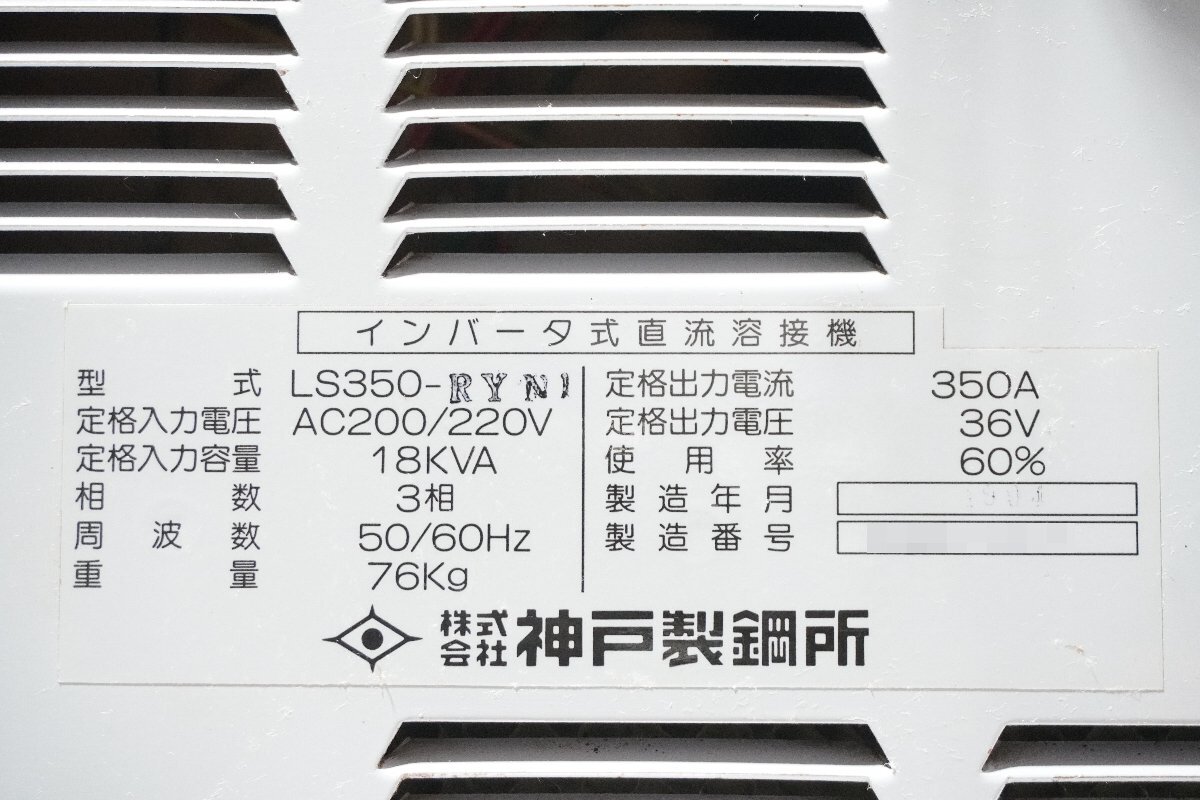 インバータ式直流溶接機
型式 LS350-RYN1
定格入力電圧 AC200/220V
定格入力容量 18KVA
相数 3相
周波数 50/60Hz
重量 76Kg
定格出力電流 350A
定格出力電圧 36V
使用率 60%
製造年月
製造番号
株式会社 神戸製鋼所